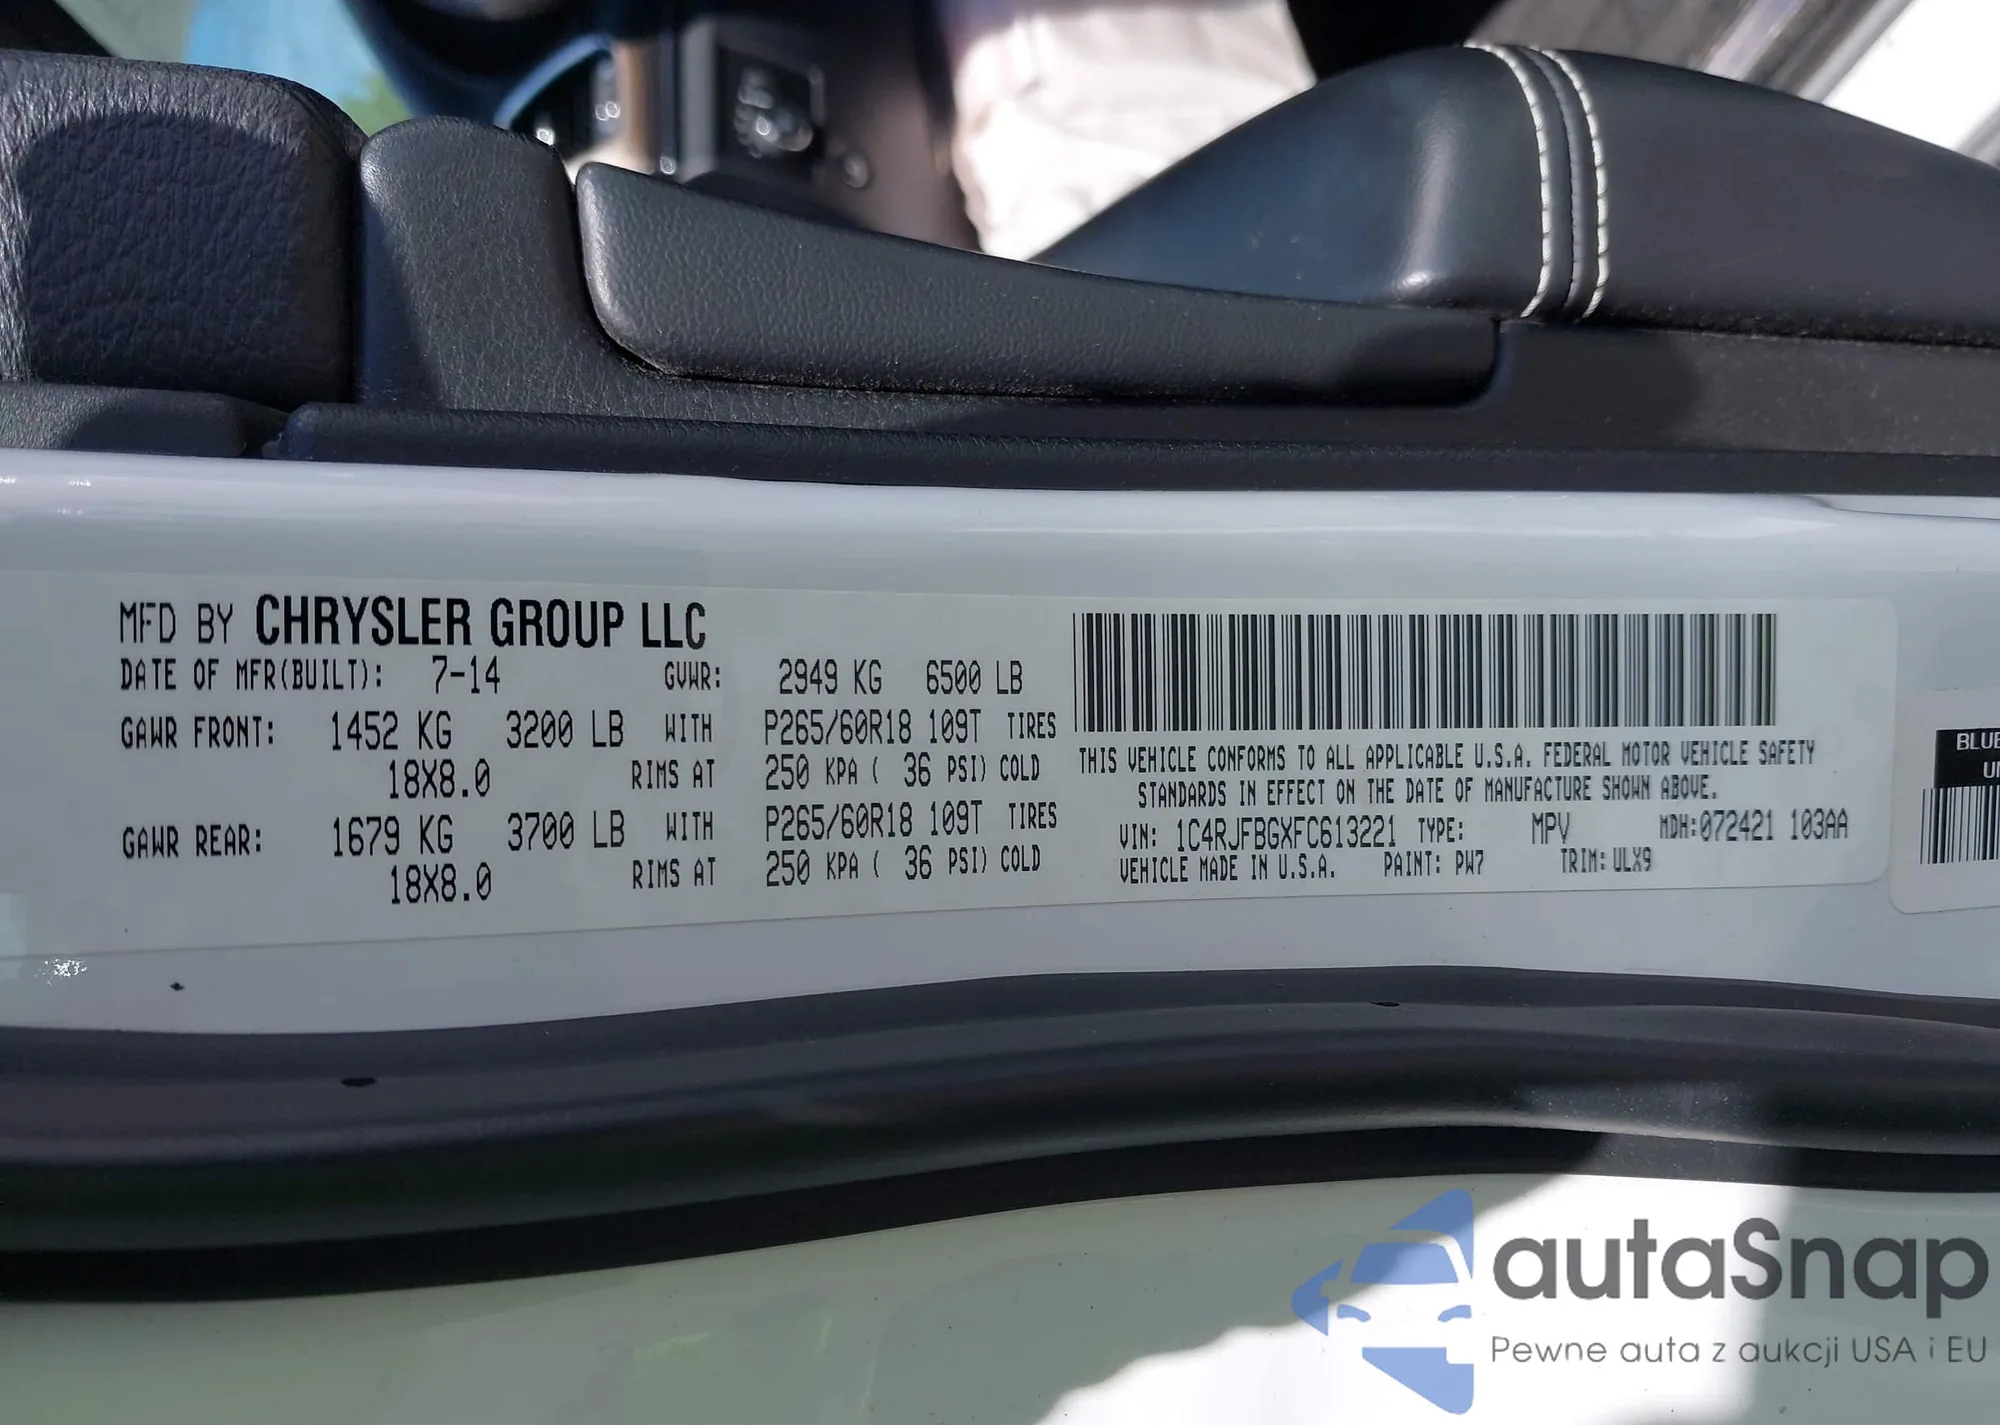 MFD BY CHRYSLER GROUP LLC
DATE OF MFR(BUILT): 7-14 GVWR: 2949 KG 6500 LB
GAWR FRONT: 1452 KG 3200 LB WITH P265/60R18 109T TIRES
18X8.0 RIMS AT 250 KPA ( 36 PSI) COLD
GAWR REAR: 1679 KG 3700 LB WITH P265/60R18 109T TIRES
18X8.0 RIMS AT 250 KPA ( 36 PSI) COLD
THIS VEHICLE CONFORMS TO ALL APPLICABLE U.S.A. FEDERAL MOTOR VEHICLE SAFETY
STANDARDS IN EFFECT ON THE DATE OF MANUFACTURE SHOWN ABOVE.
VIN: 1C4RJFBGXFC613221 TYPE: MPV MDH:072421 103AA
VEHICLE MADE IN U.S.A. PAINT: PW7 TRIM: ULX9
autaSnap
Pewne auta z aukcji USA i EU